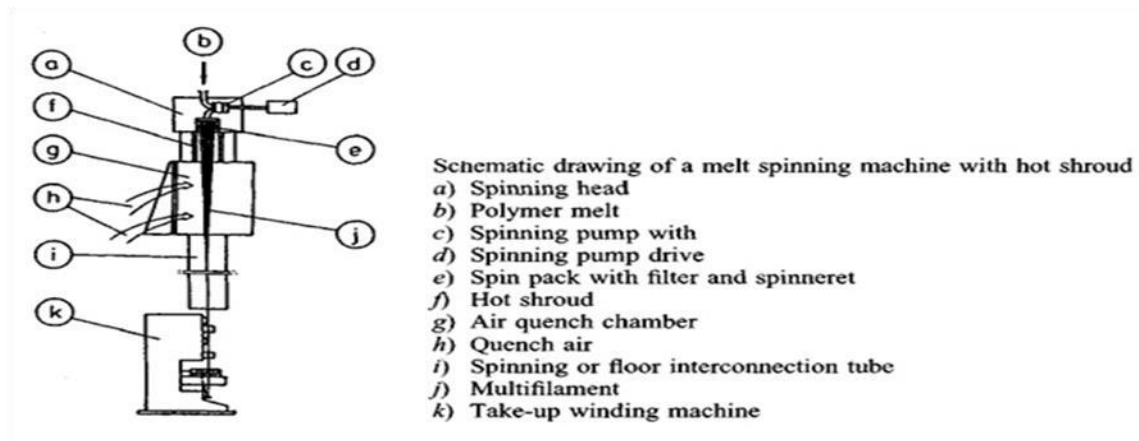 b
a
c
d
f
e
g
h
j
i
k
Schematic drawing of a melt spinning machine with hot shroud
a) Spinning head
b) Polymer melt
c) Spinning pump with
d) Spinning pump drive
e) Spin pack with filter and spinneret
f) Hot shroud
g) Air quench chamber
h) Quench air
i) Spinning or floor interconnection tube
j) Multifilament
k) Take-up winding machine